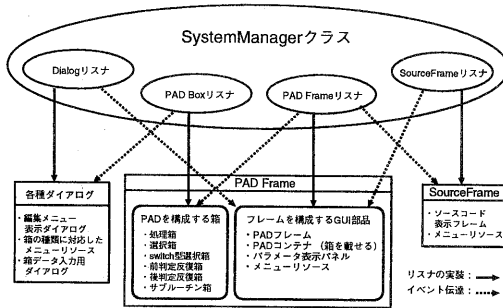 SystemManagerクラス
Dialogリスナ
PAD Boxリスナ
PAD Frameリスナ
SourceFrameリスナ
各種ダイアログ
・編集メニュー
表示ダイアログ
・箱の種類に対応した
メニューリソース
・箱データ入力用
ダイアログ
PAD Frame
PADを構成する箱
・処理箱
・選択箱
・switch型選択箱
・前判定反復箱
・後判定反復箱
・サブルーチン箱
フレームを構成するGUI部品
・PADフレーム
・PADコンテナ（箱を載せる）
・パラメータ表示パネル
・メニューリソース
SourceFrame
・ソースコード
表示フレーム
・メニューリソース
リスナの実装：
イベント伝達：